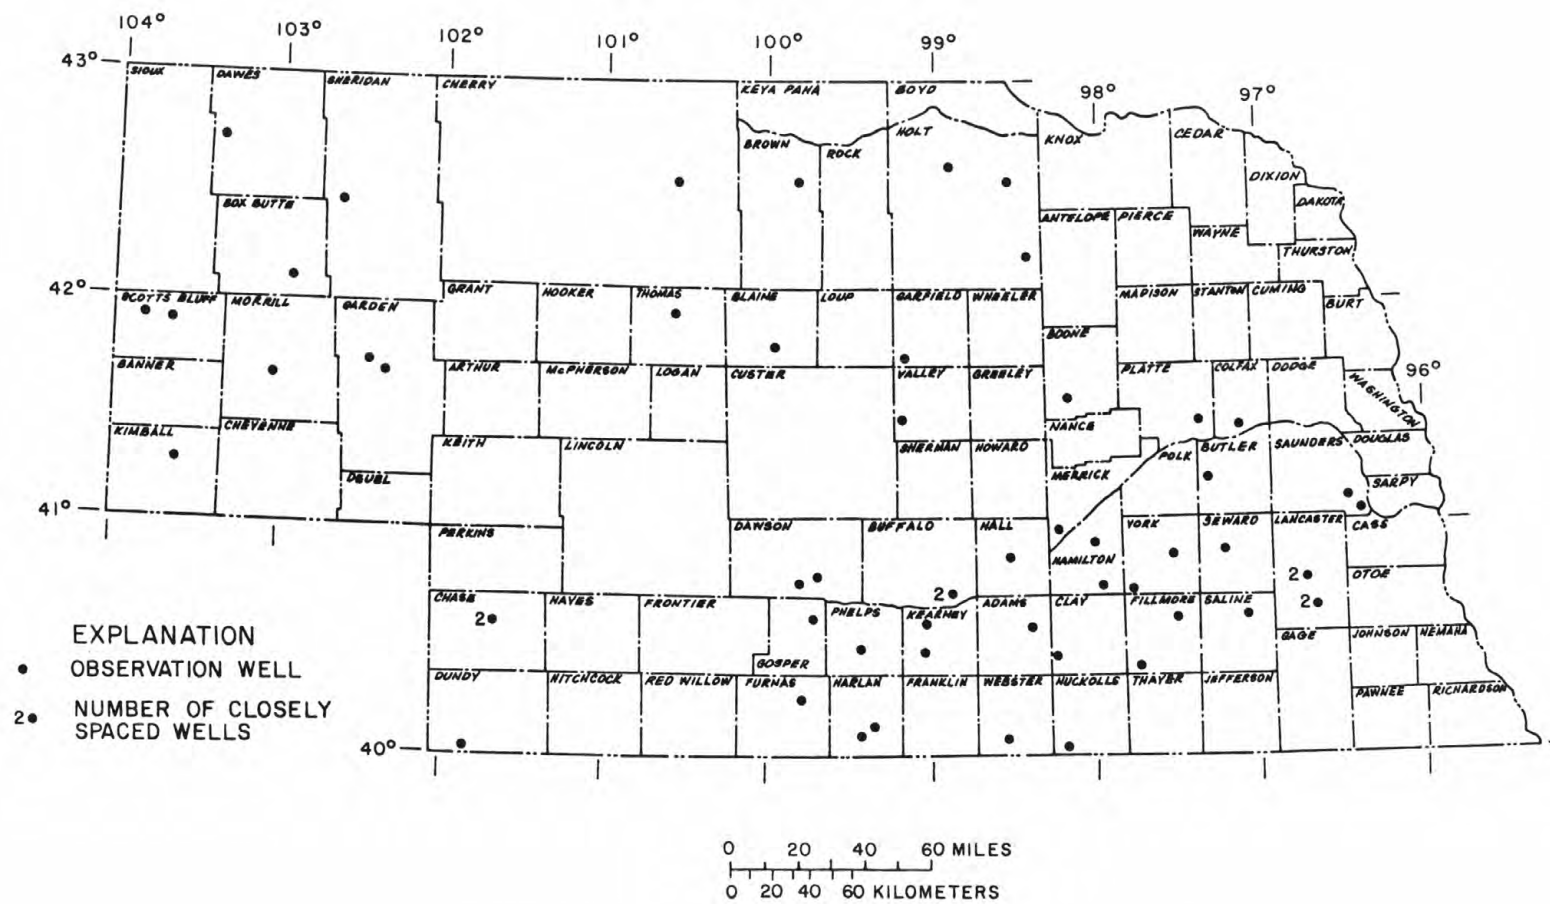 104°
103°
102°
101°
100°
99°
98°
97°
43°
SIOUX
DAWES
SHERIDAN
CHERRY
KEYA PAHA
BOYD
BROWN
ROCK
HOLT
KNOX
CEDAR
DIXION
DAKOTA
BOX BUTTE
ANTELOPE
PIERCE
WAYNE
THURSTON
42°
SCOTTS BLUFF
MORRILL
GARDEN
GRANT
HOOKER
THOMAS
BLAINE
LOUP
GARFIELD
WHEELER
MADISON
STANTON
CUMING
BURT
BOONE
BANNER
ARTHUR
McPHERSON
LOGAN
CUSTER
VALLEY
GREELEY
PLATTE
COLFAX
DODGE
WASHINGTON
96°
KIMBALL
CHEYENNE
KEITH
LINCOLN
SHERMAN
HOWARD
NANCE
MERRICK
POLK
BUTLER
SAUNDERS
DOUGLAS
SARPY
DEUEL
41°
PERKINS
DAWSON
BUFFALO
HALL
HAMILTON
YORK
SEWARD
LANCASTER
CASS
OTOE
2
2
2
2
CHASE
HAYES
FRONTIER
GOSPER
PHELPS
KEARNEY
ADAMS
CLAY
FILLMORE
SALINE
GAGE
JOHNSON
NEMAHA
DUNDY
HITCHCOCK
RED WILLOW
FURNAS
HARLAN
FRANKLIN
WEBSTER
NUCKOLLS
THAYER
JEFFERSON
PAWNEE
RICHARDSON
40°
EXPLANATION
OBSERVATION WELL
2 NUMBER OF CLOSELY
SPACED WELLS
0 20 40 60 MILES
0 20 40 60 KILOMETERS